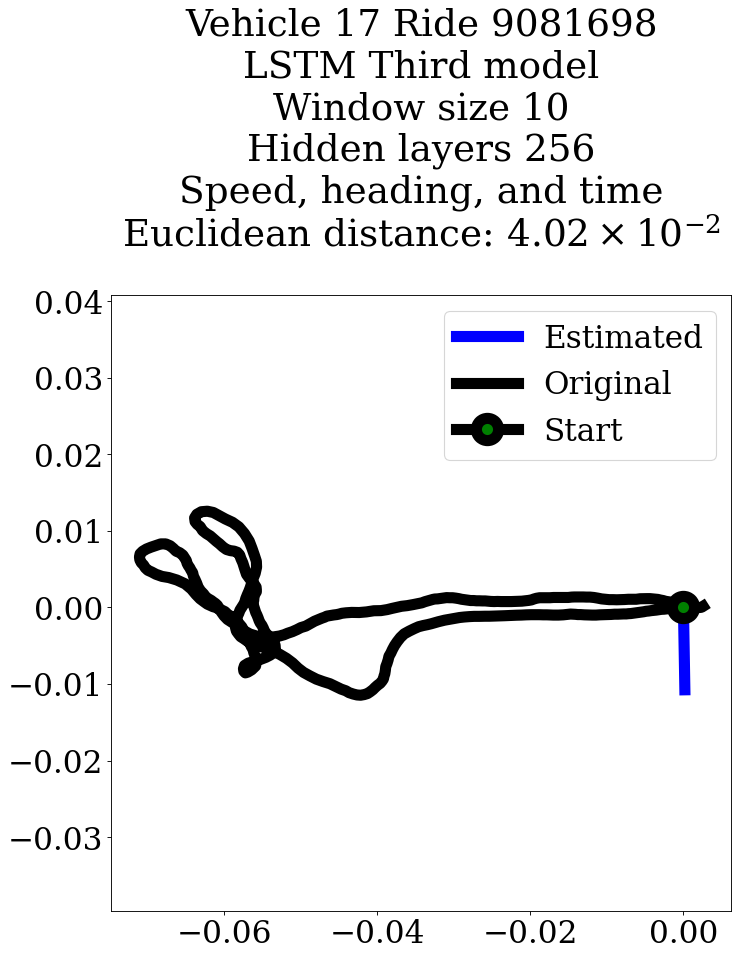 Vehicle 17 Ride 9081698
LSTM Third model
Window size 10
Hidden layers 256
Speed, heading, and time
Euclidean distance: 4.02 × 10⁻²
0.04
0.03
0.02
0.01
0.00
−0.01
−0.02
−0.03
Estimated
Original
Start
−0.06
−0.04
−0.02
0.00